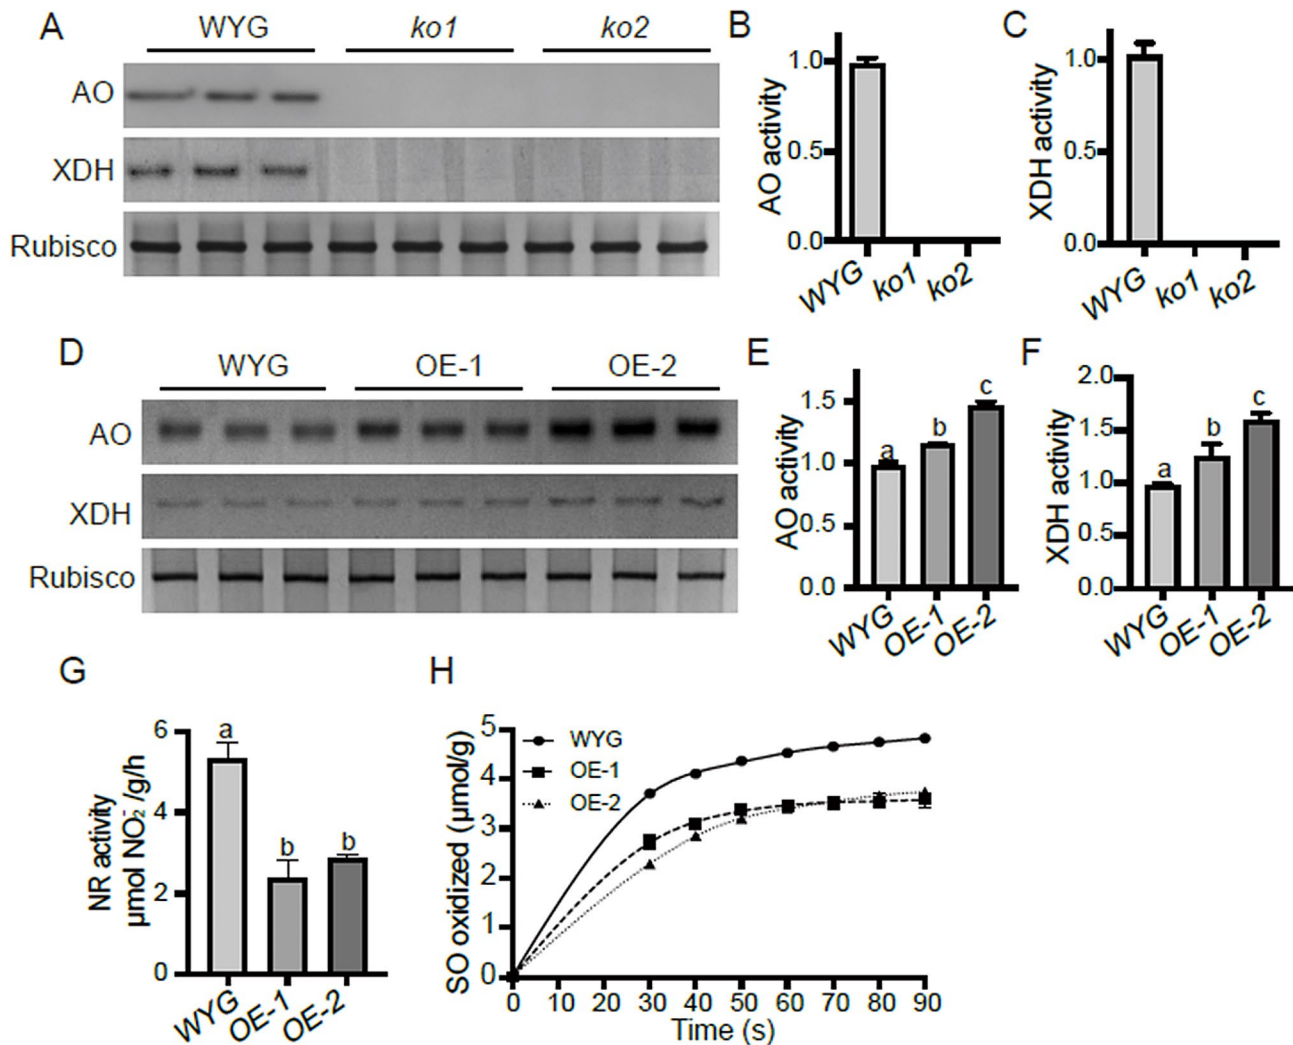 A
WYG
ko1
ko2
AO
XDH
Rubisco
B
AO activity
1.0
0.5
0.0
WYG
ko1
ko2
C
XDH activity
1.0
0.5
0.0
WYG
ko1
ko2
D
WYG
OE-1
OE-2
AO
XDH
Rubisco
E
AO activity
1.5
1.0
0.5
0.0
a
b
c
WYG
OE-1
OE-2
F
XDH activity
2.0
1.5
1.0
0.5
0.0
a
b
c
WYG
OE-1
OE-2
G
NR activity
µmol NO₂⁻/g/h
6
4
2
0
a
b
b
WYG
OE-1
OE-2
H
SO oxidized (µmol/g)
5
4
3
2
1
0
WYG
OE-1
OE-2
0 10 20 30 40 50 60 70 80 90
Time (s)